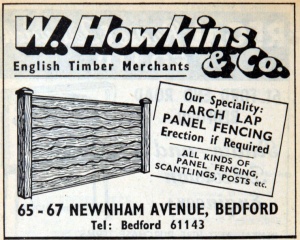 W. Howkins
& Co.
English Timber Merchants
Our Speciality:
LARCH LAP
PANEL FENCING
Erection if Required
ALL KINDS OF
PANEL FENCING,
SCANTLINGS, POSTS etc.
65-67 NEWNHAM AVENUE, BEDFORD
Tel: Bedford 61143